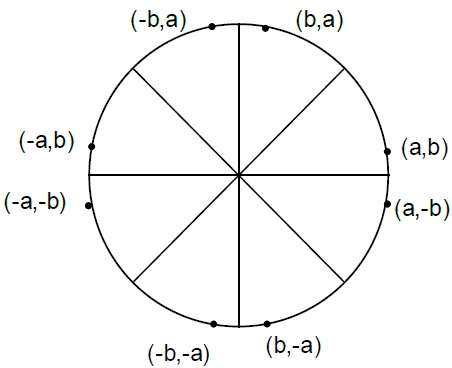 (-b,a) (b,a)
(-a,b) (a,b)
(-a,-b) (a,-b)
(-b,-a) (b,-a)